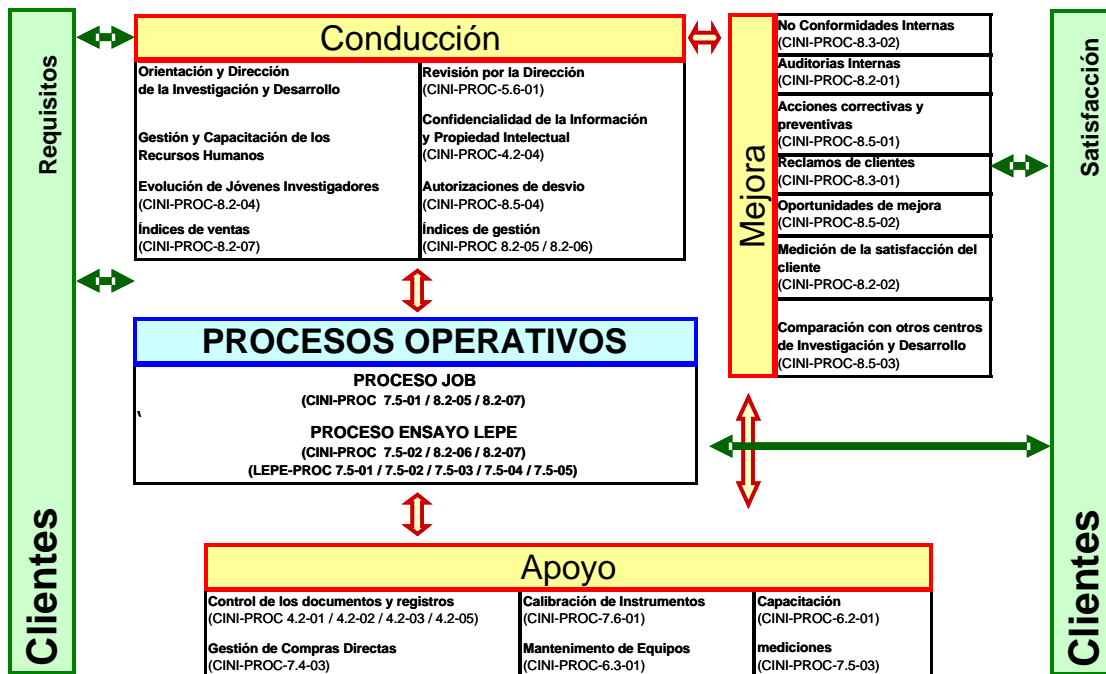 Clientes
Requisitos
Conducción
Orientación y Dirección
de la Investigación y Desarrollo
Gestión y Capacitación de los
Recursos Humanos
Evolución de Jóvenes Investigadores
(CINI-PROC-8.2-04)
Índices de ventas
(CINI-PROC-8.2-07)
Revisión por la Dirección
(CINI-PROC-5.6-01)
Confidencialidad de la Información
y Propiedad Intelectual
(CINI-PROC-4.2-04)
Autorizaciones de desvio
(CINI-PROC-8.5-04)
Índices de gestión
(CINI-PROC 8.2-05 / 8.2-06)
Mejora
No Conformidades Internas
(CINI-PROC-8.3-02)
Auditorias Internas
(CINI-PROC-8.2-01)
Acciones correctivas y
preventivas
(CINI-PROC-8.5-01)
Reclamos de clientes
(CINI-PROC-8.3-01)
Oportunidades de mejora
(CINI-PROC-8.5-02)
Medición de la satisfacción del
cliente
(CINI-PROC-8.2-02)
Comparación con otros centros
de Investigación y Desarrollo
(CINI-PROC-8.5-03)
PROCESOS OPERATIVOS
PROCESO JOB
(CINI-PROC  7.5-01 / 8.2-05 / 8.2-07)
PROCESO ENSAYO LEPE
(CINI-PROC  7.5-02 / 8.2-06 / 8.2-07)
(LEPE-PROC 7.5-01 / 7.5-02 / 7.5-03 / 7.5-04 / 7.5-05)
Apoyo
Control de los documentos y registros
(CINI-PROC 4.2-01 / 4.2-02 / 4.2-03 / 4.2-05)
Gestión de Compras Directas
(CINI-PROC-7.4-03)
Calibración de Instrumentos
(CINI-PROC-7.6-01)
Mantenimento de Equipos
(CINI-PROC-6.3-01)
Capacitación
(CINI-PROC-6.2-01)
mediciones
(CINI-PROC-7.5-03)
Clientes
Satisfacción